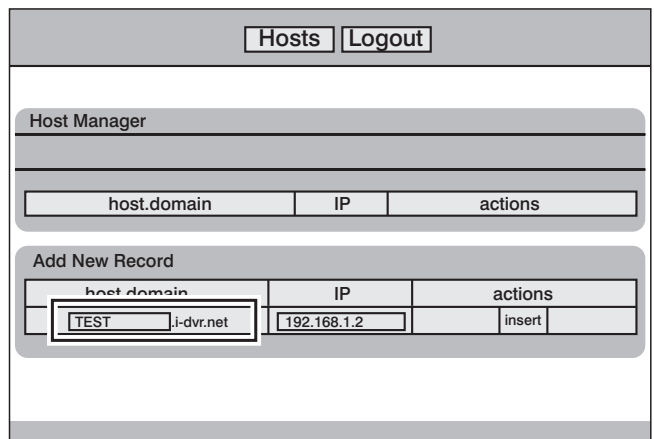 Hosts Logout
Host Manager
host.domain IP actions
Add New Record
host.domain IP actions
TEST .i-dvr.net 192.168.1.2 insert